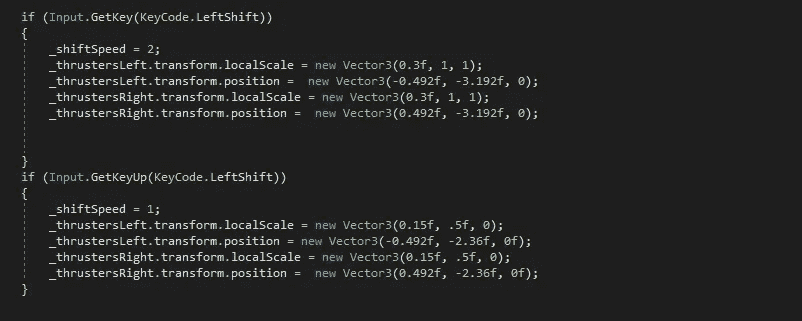 if (Input.GetKey(KeyCode.LeftShift))
{
_shiftSpeed = 2;
_thrustersLeft.transform.localScale = new Vector3(0.3f, 1, 1);
_thrustersLeft.transform.position =  new Vector3(-0.492f, -3.192f, 0);
_thrustersRight.transform.localScale = new Vector3(0.3f, 1, 1);
_thrustersRight.transform.position =  new Vector3(0.492f, -3.192f, 0);
}
if (Input.GetKeyUp(KeyCode.LeftShift))
{
_shiftSpeed = 1;
_thrustersLeft.transform.localScale = new Vector3(0.15f, .5f, 0);
_thrustersLeft.transform.position = new Vector3(-0.492f, -2.36f, 0f);
_thrustersRight.transform.localScale = new Vector3(0.15f, .5f, 0);
_thrustersRight.transform.position =  new Vector3(0.492f, -2.36f, 0f);
}